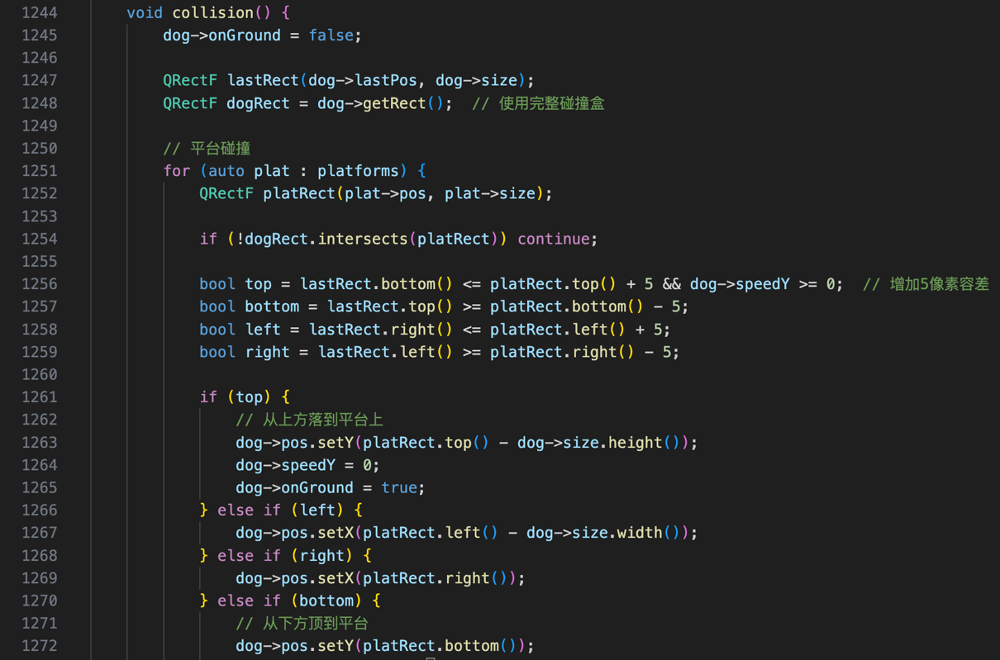 1244 void collision() {
1245 dog->onGround = false;
1246
1247 QRectF lastRect(dog->lastPos, dog->size);
1248 QRectF dogRect = dog->getRect(); // 使用完整碰撞盒
1249
1250 // 平台碰撞
1251 for (auto plat : platforms) {
1252 QRectF platRect(plat->pos, plat->size);
1253
1254 if (!dogRect.intersects(platRect)) continue;
1255
1256 bool top = lastRect.bottom() <= platRect.top() + 5 && dog->speedY >= 0; // 增加5像素容差
1257 bool bottom = lastRect.top() >= platRect.bottom() - 5;
1258 bool left = lastRect.right() <= platRect.left() + 5;
1259 bool right = lastRect.left() >= platRect.right() - 5;
1260
1261 if (top) {
1262 // 从上方落到平台上
1263 dog->pos.setY(platRect.top() - dog->size.height());
1264 dog->speedY = 0;
1265 dog->onGround = true;
1266 } else if (left) {
1267 dog->pos.setX(platRect.left() - dog->size.width());
1268 } else if (right) {
1269 dog->pos.setX(platRect.right());
1270 } else if (bottom) {
1271 // 从下方顶到平台
1272 dog->pos.setY(platRect.bottom());